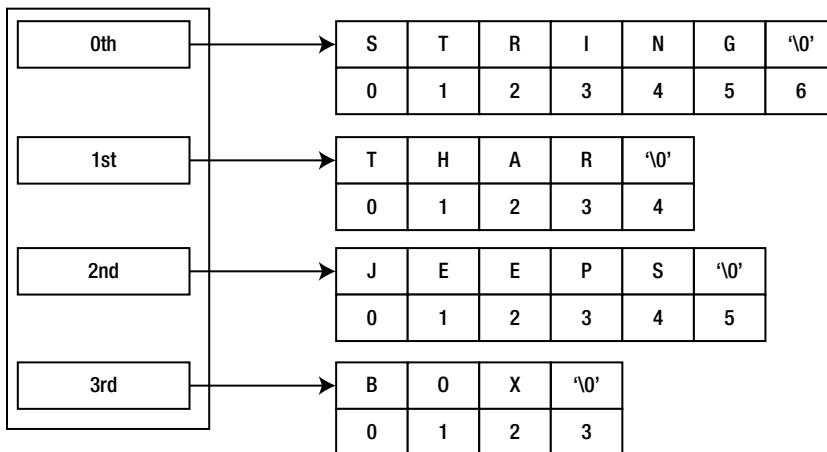 0th S T R I N G ‘\0’
0 1 2 3 4 5 6
1st T H A R ‘\0’
0 1 2 3 4
2nd J E E P S ‘\0’
0 1 2 3 4 5
3rd B O X ‘\0’
0 1 2 3